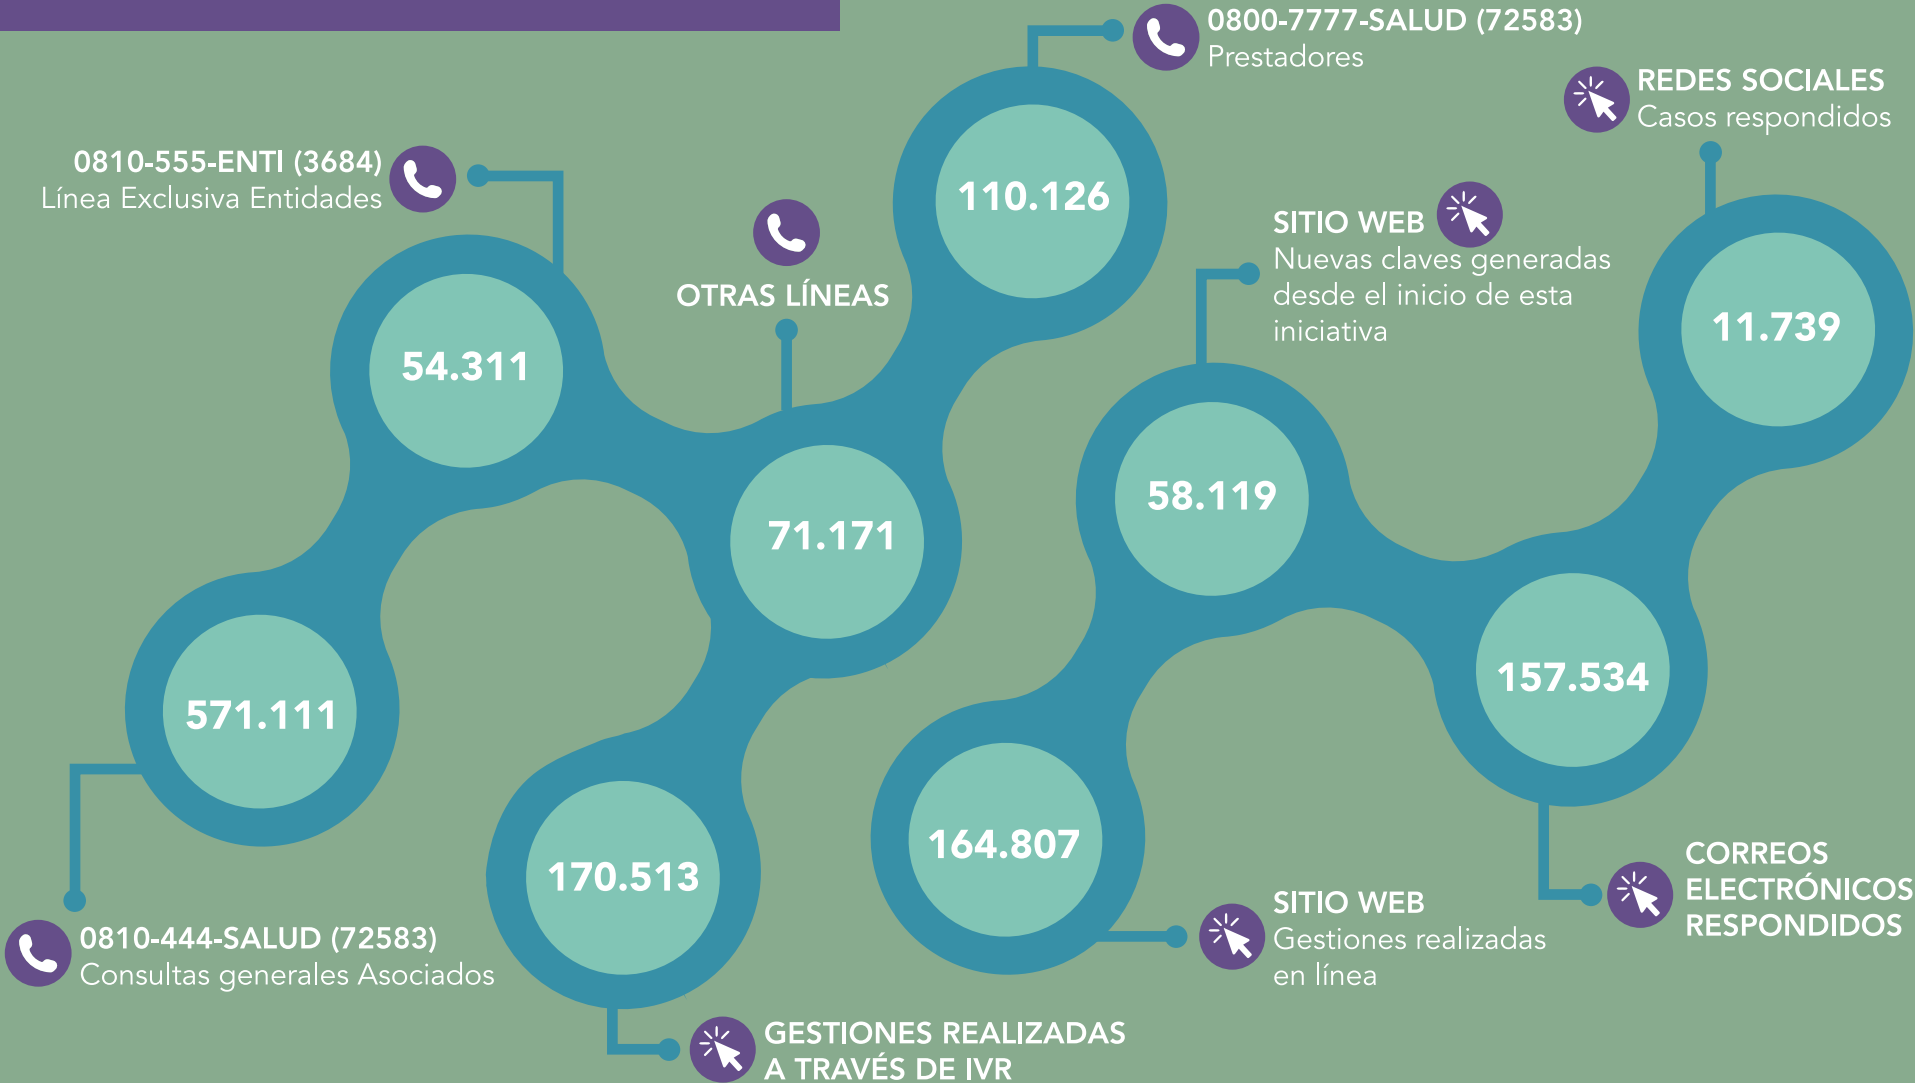 0800-7777-SALUD (72583)
Prestadores
110.126
REDES SOCIALES
Casos respondidos
11.739
0810-555-ENTI (3684)
Línea Exclusiva Entidades
54.311
OTRAS LÍNEAS
71.171
SITIO WEB
Nuevas claves generadas
desde el inicio de esta
iniciativa
58.119
157.534
CORREOS
ELECTRÓNICOS
RESPONDIDOS
571.111
0810-444-SALUD (72583)
Consultas generales Asociados
170.513
GESTIONES REALIZADAS
A TRAVÉS DE IVR
164.807
SITIO WEB
Gestiones realizadas
en línea